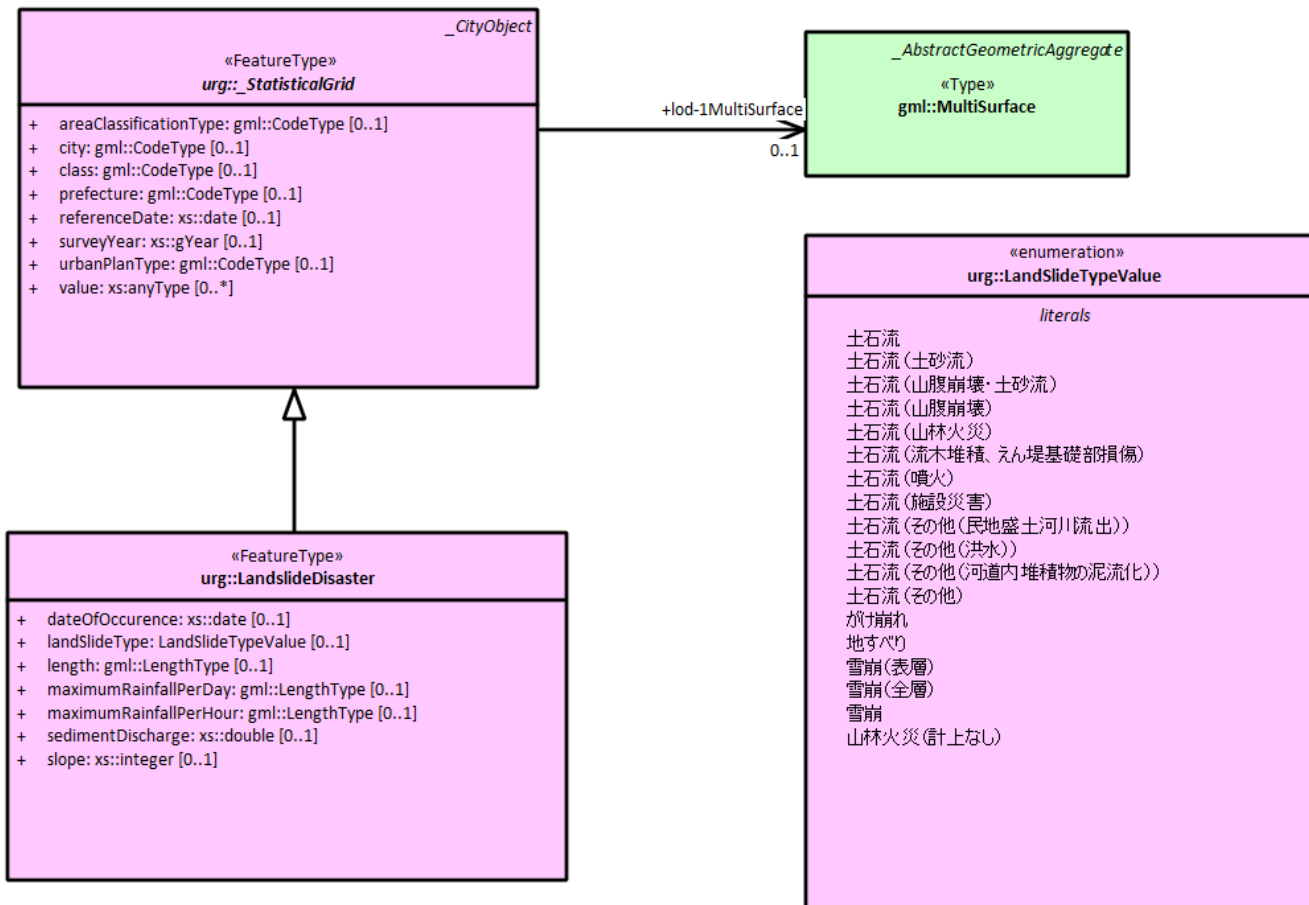 _CityObject
«FeatureType»
urg::_StatisticalGrid
+ areaClassificationType: gml::CodeType [0..1]
+ city: gml::CodeType [0..1]
+ class: gml::CodeType [0..1]
+ prefecture: gml::CodeType [0..1]
+ referenceDate: xs::date [0..1]
+ surveyYear: xs::gYear [0..1]
+ urbanPlanType: gml::CodeType [0..1]
+ value: xs:anyType [0..*]
+lod-1MultiSurface
0..1
_AbstractGeometricAggregate
«Type»
gml::MultiSurface
«FeatureType»
urg::LandslideDisaster
+ dateOfOccurence: xs::date [0..1]
+ landSlideType: LandSlideTypeValue [0..1]
+ length: gml::LengthType [0..1]
+ maximumRainfallPerDay: gml::LengthType [0..1]
+ maximumRainfallPerHour: gml::LengthType [0..1]
+ sedimentDischarge: xs::double [0..1]
+ slope: xs::integer [0..1]
«enumeration»
urg::LandSlideTypeValue
literals
土石流
土石流(土砂流)
土石流(山腹崩壊・土砂流)
土石流(山腹崩壊)
土石流(山林火災)
土石流(流木堆積、えん堤基礎部損傷)
土石流(噴火)
土石流(施設災害)
土石流(その他(民地盛土河川流出))
土石流(その他(洪水))
土石流(その他(河道内堆積物の泥流化))
土石流(その他)
がけ崩れ
地すべり
雪崩(表層)
雪崩(全層)
雪崩
山林火災(計上なし)